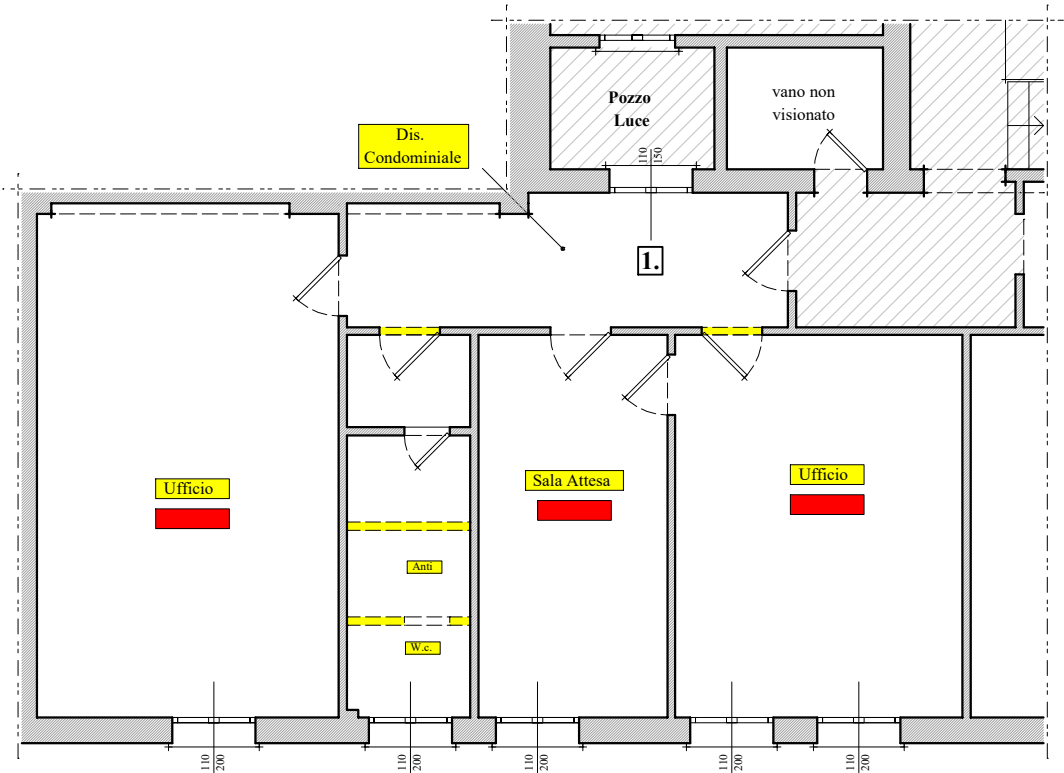 Pozzo
Luce
vano non
visionato
Dis.
Condominiale
110
150
1.
Ufficio
Sala Attesa
Ufficio
Anti
W.c.
110
200
110
200
110
200
110
200
110
200